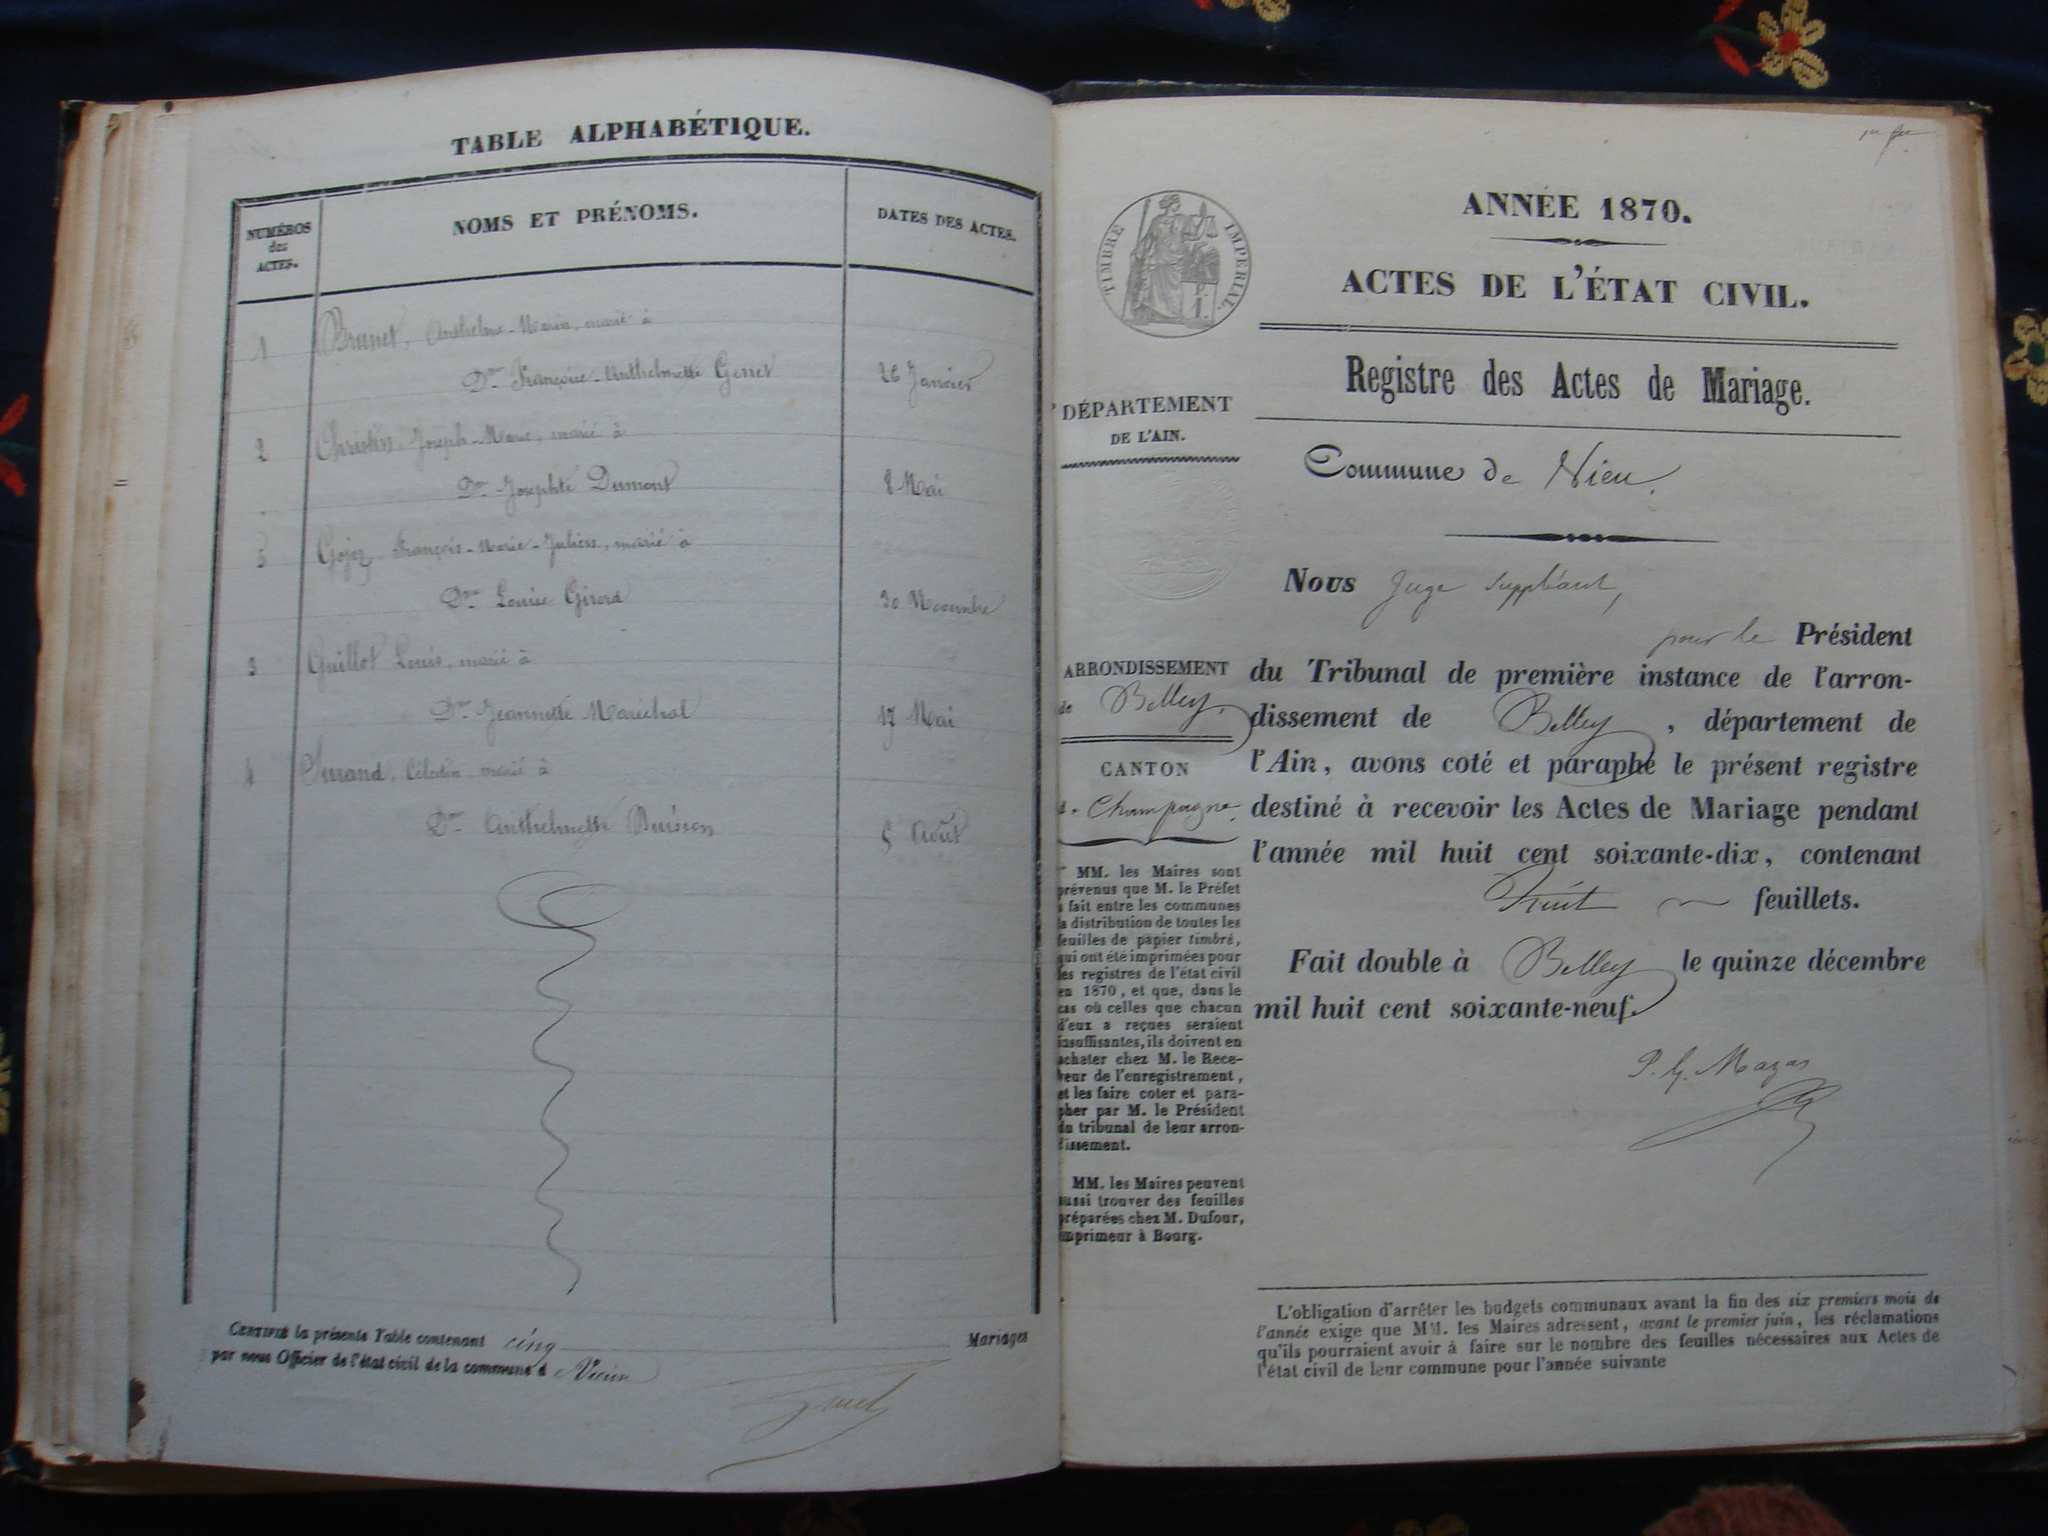 TABLE ALPHABÉTIQUE.
NUMÉROS
des
ACTES.
NOMS ET PRÉNOMS.
DATES DES ACTES.
1 Brunet, Anthelme-Marin, marié à
Dlle Françoise-Anthelmette Genet 26 Janvier
2 Christin, Joseph-Marie, marié à
Dlle Josephte Dumont 8 Mai
5 Gojoz François-Marie-Julien, marié à
Dlle Louise Girord 30 Novembre
3 Guillot Louis, marié à
Dlle Jeannette Maréchal 17 Mai
4 Célestin, marié à
Dlle Anthelmette Buisson 5 Août
CERTIFIÉ la présente Table contenant cinq Mariages
par nous Officier de l'état civil de la commune d Vieu
1er
TIMBRE IMPÉRIAL.
ANNÉE 1870.
ACTES DE L'ÉTAT CIVIL.
Registre des Actes de Mariage.
DÉPARTEMENT
DE L'AIN.
Commune de Vieu.
Nous Juge Suppléant,
pour le Président
ARRONDISSEMENT
de Belley.
CANTON
de Champagne.
du Tribunal de première instance de l'arron-
dissement de Belley, département de
l'Ain, avons coté et paraphé le présent registre
destiné à recevoir les Actes de Mariage pendant
l'année mil huit cent soixante-dix, contenant
huit feuillets.
Fait double à Belley le quinze décembre
mil huit cent soixante-neuf.
P. G. Mazas
MM. les Maires sont
prévenus que M. le Préfet
a fait entre les communes
la distribution de toutes les
feuilles de papier timbré,
qui ont été imprimées pour
les registres de l'état civil
en 1870, et que, dans le
cas où celles que chacun
d'eux a reçues seraient
insuffisantes, ils doivent en
acheter chez M. le Rece-
veur de l'enregistrement,
et les faire coter et para-
pher par M. le Président
du tribunal de leur arron-
dissement.
MM. les Maires peuvent
aussi trouver des feuilles
préparées chez M. Dufour,
imprimeur à Bourg.
L'obligation d'arrêter les budgets communaux avant la fin des six premiers mois de
l'année exige que MM. les Maires adressent, avant le premier juin, les réclamations
qu'ils pourraient avoir à faire sur le nombre des feuilles nécessaires aux Actes de
l'état civil de leur commune pour l'année suivante